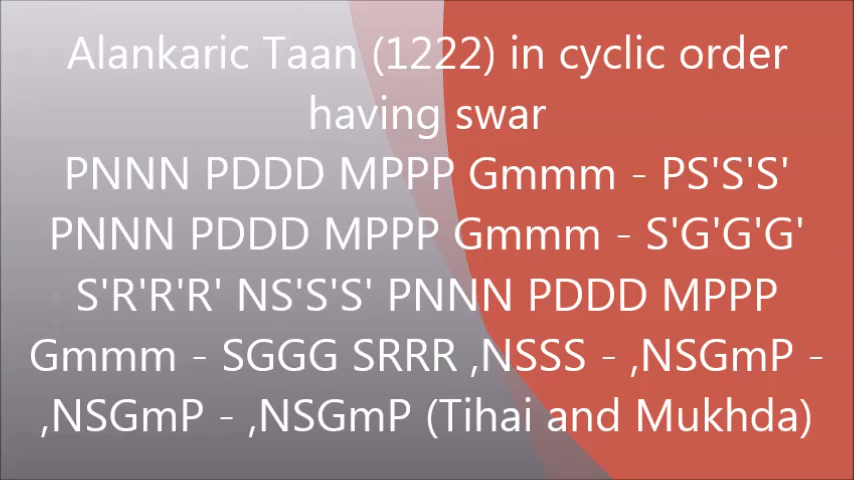 Alankaric Taan (1222) in cyclic order
having swar
PNNN PDDD MPPP Gmmm - PS'S'S'
PNNN PDDD MPPP Gmmm - S'G'G'G'
S'R'R'R' NS'S'S' PNNN PDDD MPPP
Gmmm - SGGG SRRR ,NSSS - ,NSGmP -
,NSGmP - ,NSGmP (Tihai and Mukhda)